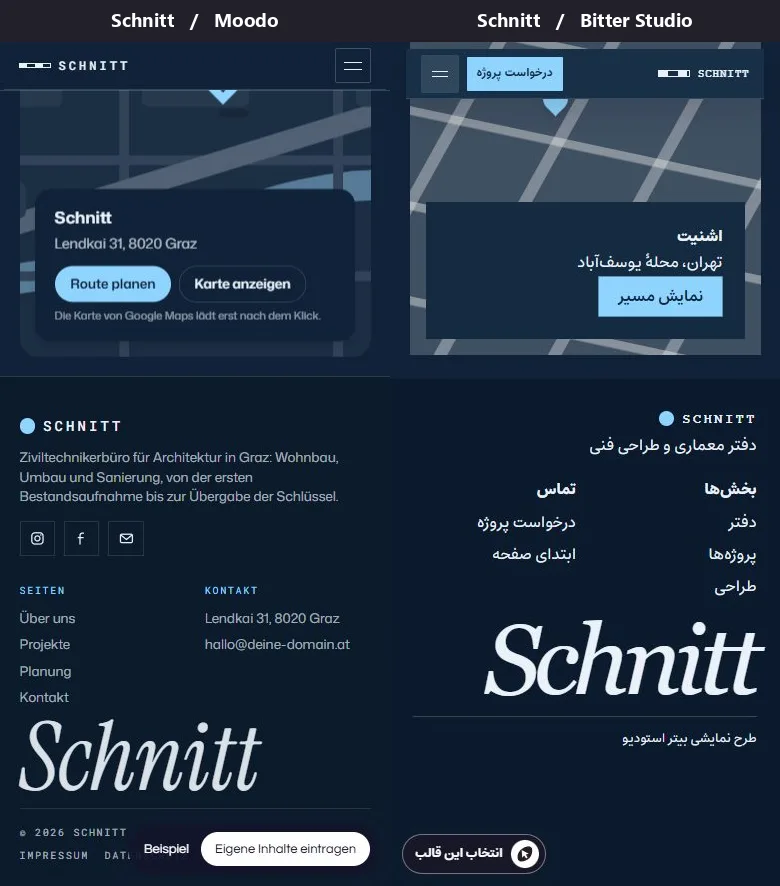 Schnitt / Moodo
SCHNITT
Schnitt
Lendkai 31, 8020 Graz
Route planen
Karte anzeigen
Die Karte von Google Maps lädt erst nach dem Klick.
SCHNITT
Ziviltechnikerbüro für Architektur in Graz: Wohnbau,
Umbau und Sanierung, von der ersten
Bestandsaufnahme bis zur Übergabe der Schlüssel.
SEITEN
Über uns
Projekte
Planung
Kontakt
KONTAKT
Lendkai 31, 8020 Graz
hallo@deine-domain.at
Schnitt
© 2026 SCHNITT
IMPRESSUM
Beispiel
Eigene Inhalte eintragen
Schnitt / Bitter Studio
درخواست پروژه
SCHNITT
اشنیت
تهران، محلهٔ یوسف‌آباد
نمایش مسیر
SCHNITT
دفتر معماری و طراحی فنی
بخش‌ها
دفتر
پروژه‌ها
طراحی
تماس
درخواست پروژه
ابتدای صفحه
Schnitt
طرح نمایشی بیتر استودیو
انتخاب این قالب